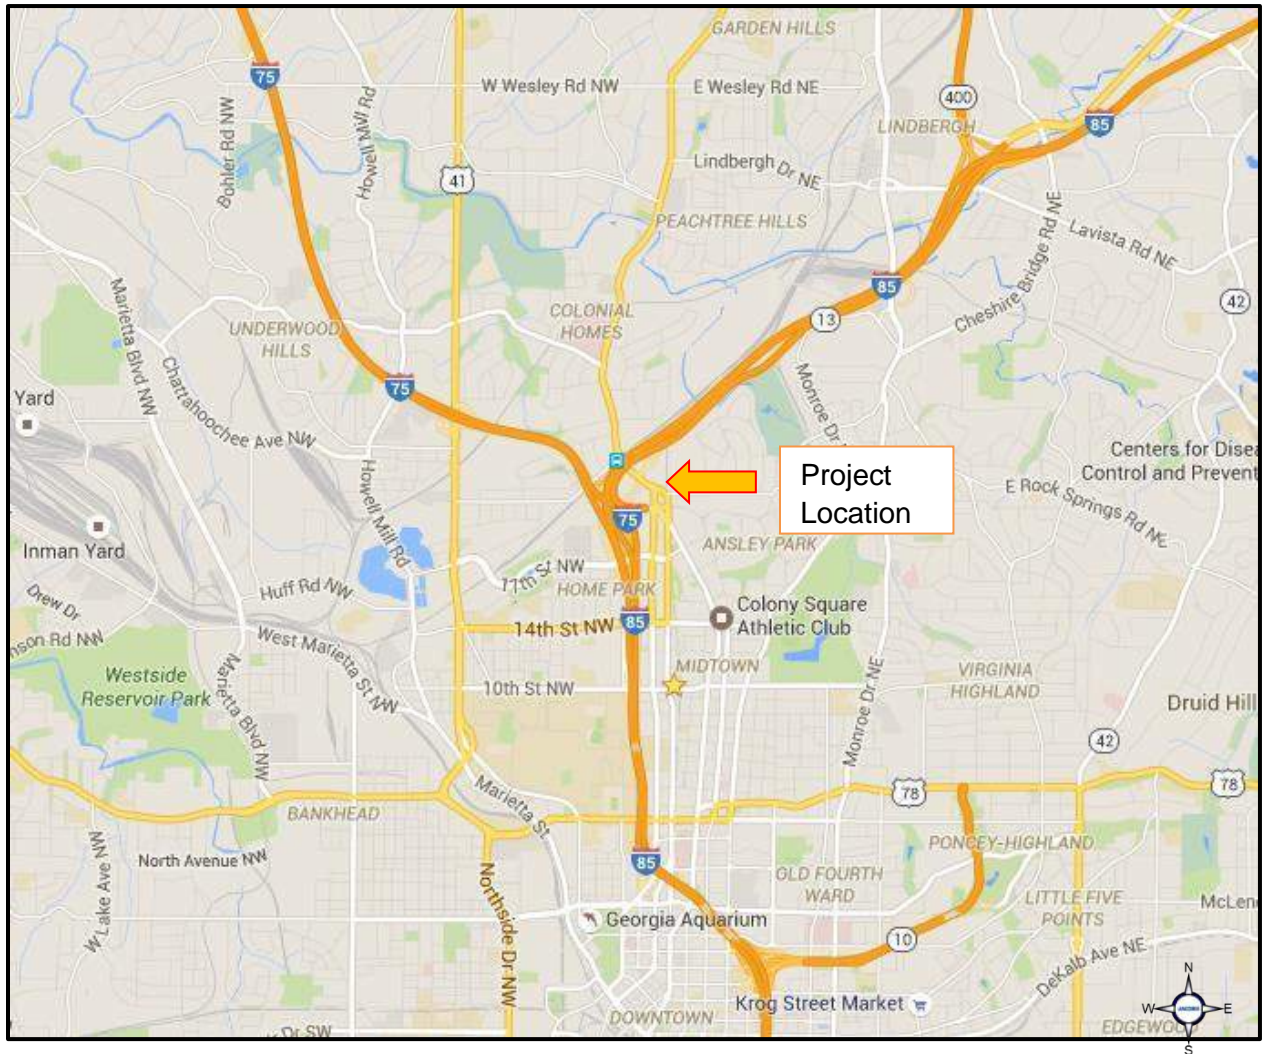 GARDEN HILLS
75
W Wesley Rd NW
E Wesley Rd NE
400
85
LINDBERGH
Bohler Rd NW
Howell Mill Rd
41
Lindbergh Dr NE
PEACHTREE HILLS
Lavista Rd NE
Cheshire Bridge Rd NE
85
42
Marietta Blvd NW
COLONIAL
HOMES
13
UNDERWOOD
HILLS
75
Chattahoochee Ave NW
Monroe Dr
Yard
Project
Location
Centers for Disea
Control and Prevent
E Rock Springs Rd NE
Howell Mill Rd
75
Inman Yard
ANSLEY PARK
17th St NW
HOME PARK
Huff Rd NW
Drew Dr
Colony Square
Athletic Club
85
14th St NW
nson Rd NW
West Marietta St NW
Westside
Reservoir Park
Marietta Blvd NW
MIDTOWN
10th St NW
VIRGINIA
HIGHLAND
Monroe Dr NE
Druid Hill
42
78
78
Marietta St
BANKHEAD
North Avenue NW
W Lake Ave NW
PONCEY-HIGHLAND
85
OLD FOURTH
WARD
LITTLE FIVE
POINTS
McLen
Northside Dr NW
Georgia Aquarium
10
DeKalb Ave NE
N
W
E
S
Krog Street Market
DOWNTOWN
EDGEWOO
Dr SW